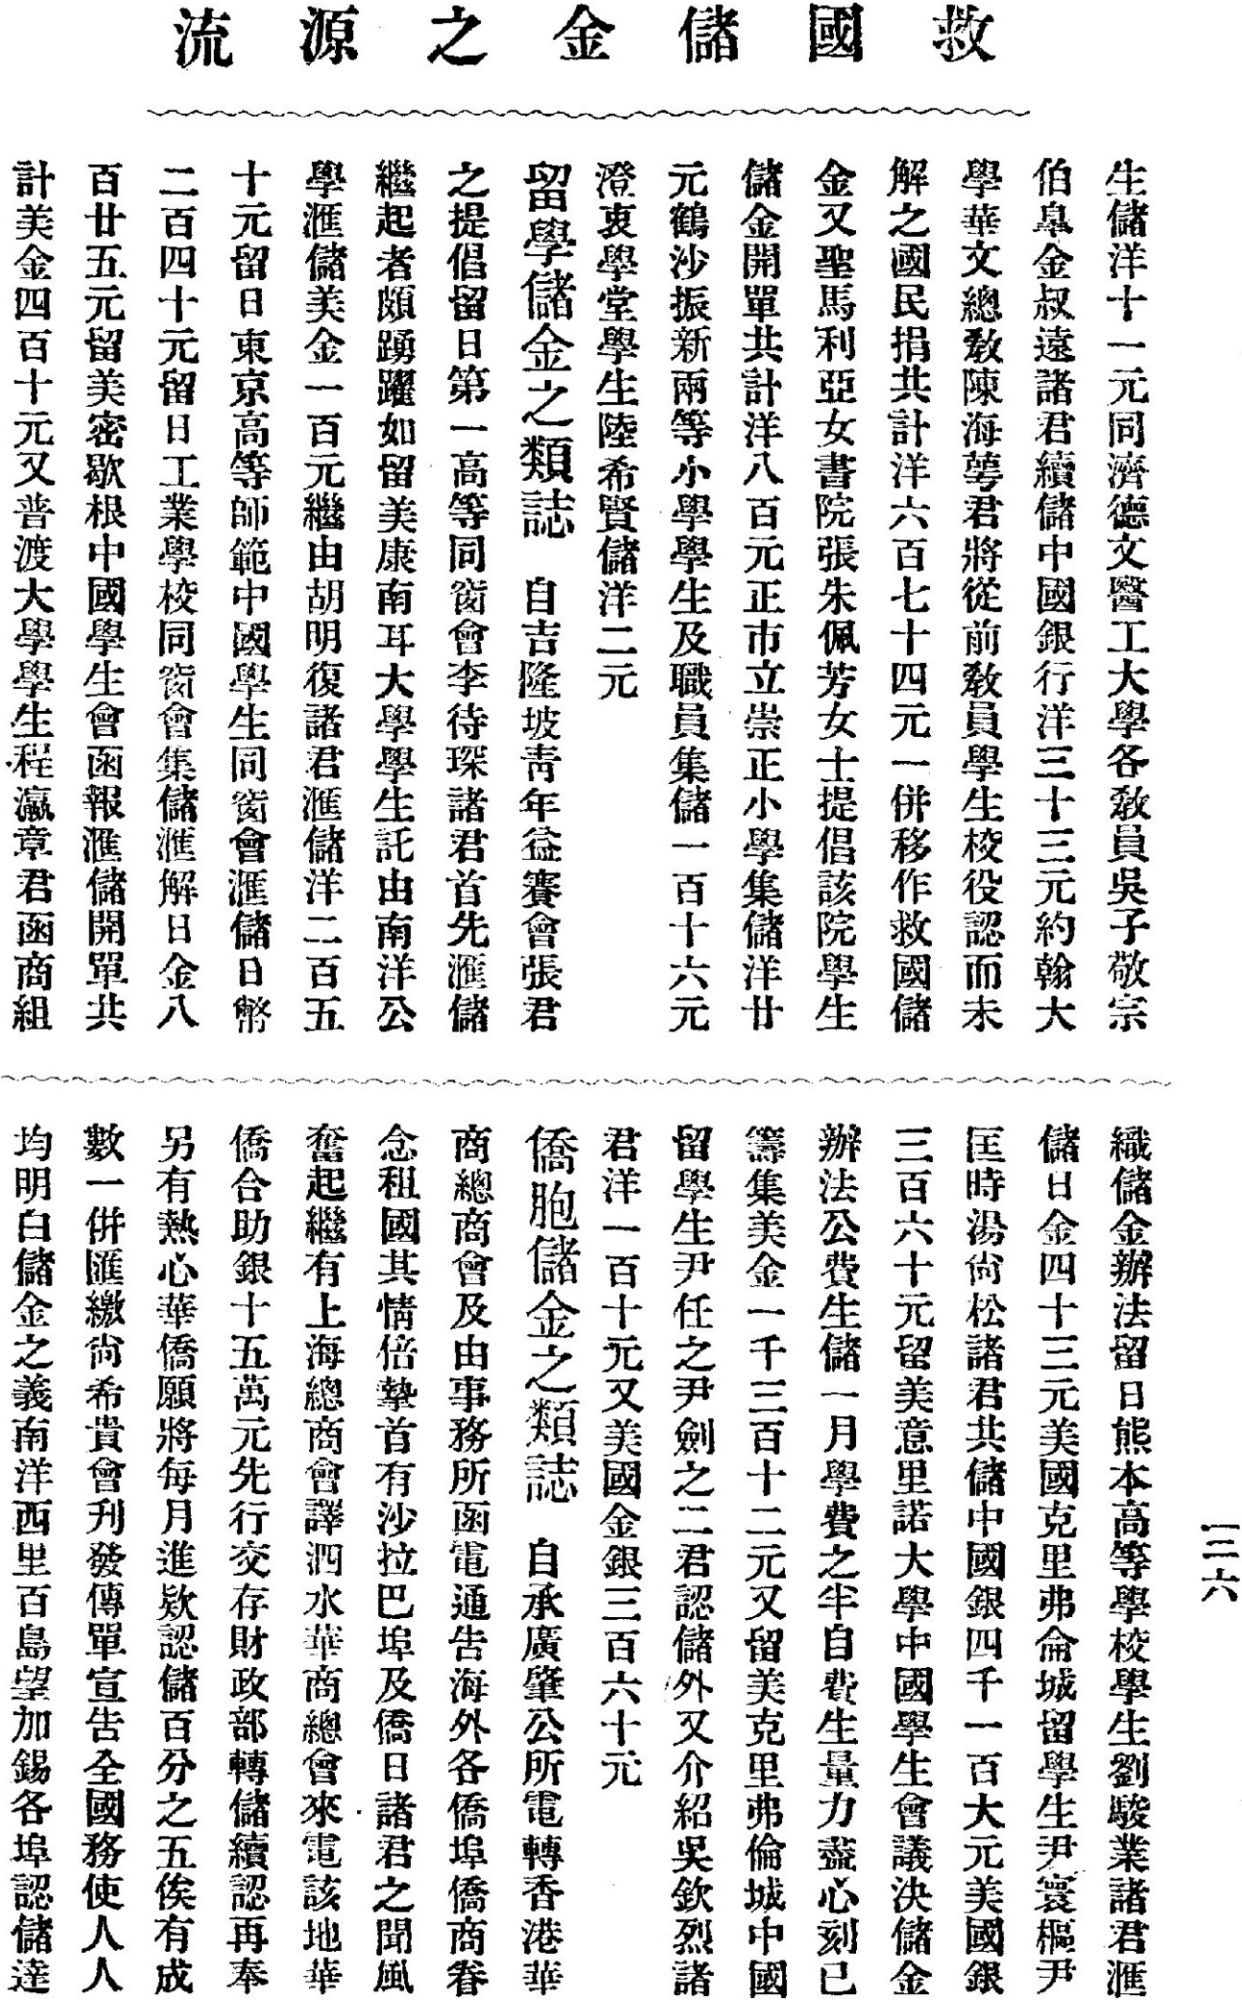 救國儲金之源流
生儲洋十一元同濟德文醫工大學各敎員吳子敬宗
伯皐金叔遠諸君續儲中國銀行洋三十三元約翰大
學華文總敎陳海蕚君將從前敎員學生校役認而未
解之國民捐共計洋六百七十四元一併移作救國儲
金又聖馬利亞女書院張朱佩芳女士提倡該院學生
儲金開單共計洋八百元正市立崇正小學集儲洋廿
元鶴沙振新兩等小學學生及職員集儲一百十六元
澄衷學堂學生陸希賢儲洋二元
留學儲金之類誌　自吉隆坡靑年益賽會張君
之提倡留日第一高等同窗會李待琛諸君首先滙儲
繼起者頗踴躍如留美康南耳大學學生託由南洋公
學滙儲美金一百元繼由胡明復諸君滙儲洋二百五
十元留日東京高等師範中國學生同窗會滙儲日幣
二百四十元留日工業學校同窗會集儲滙解日金八
百廿五元留美密歇根中國學生會函報滙儲開單共
計美金四百十元又普渡大學學生程瀛章君函商組
織儲金辦法留日熊本高等學校學生劉駿業諸君滙
儲日金四十三元美國克里弗侖城留學生尹寰樞尹
匡時湯尙松諸君共儲中國銀四千一百大元美國銀
三百六十元留美意里諾大學中國學生會議決儲金
辦法公費生儲一月學費之半自費生量力盡心刻已
籌集美金一千三百十二元又留美克里弗倫城中國
留學生尹任之尹劍之二君認儲外又介紹吳欽烈諸
君洋一百十元又美國金銀三百六十元
僑胞儲金之類誌　自承廣肇公所電轉香港華
商總商會及由事務所函電通告海外各僑埠僑商眷
念租國其情倍摯首有沙拉巴埠及僑日諸君之聞風
奮起繼有上海總商會譯泗水華商總會來電該地華
僑合助銀十五萬元先行交存財政部轉儲續認再奉
另有熱心華僑願將每月進欵認儲百分之五俟有成
數一併匯繳尙希貴會刋發傳單宣告全國務使人人
均明白儲金之義南洋西里百島望加錫各埠認儲達
一二六